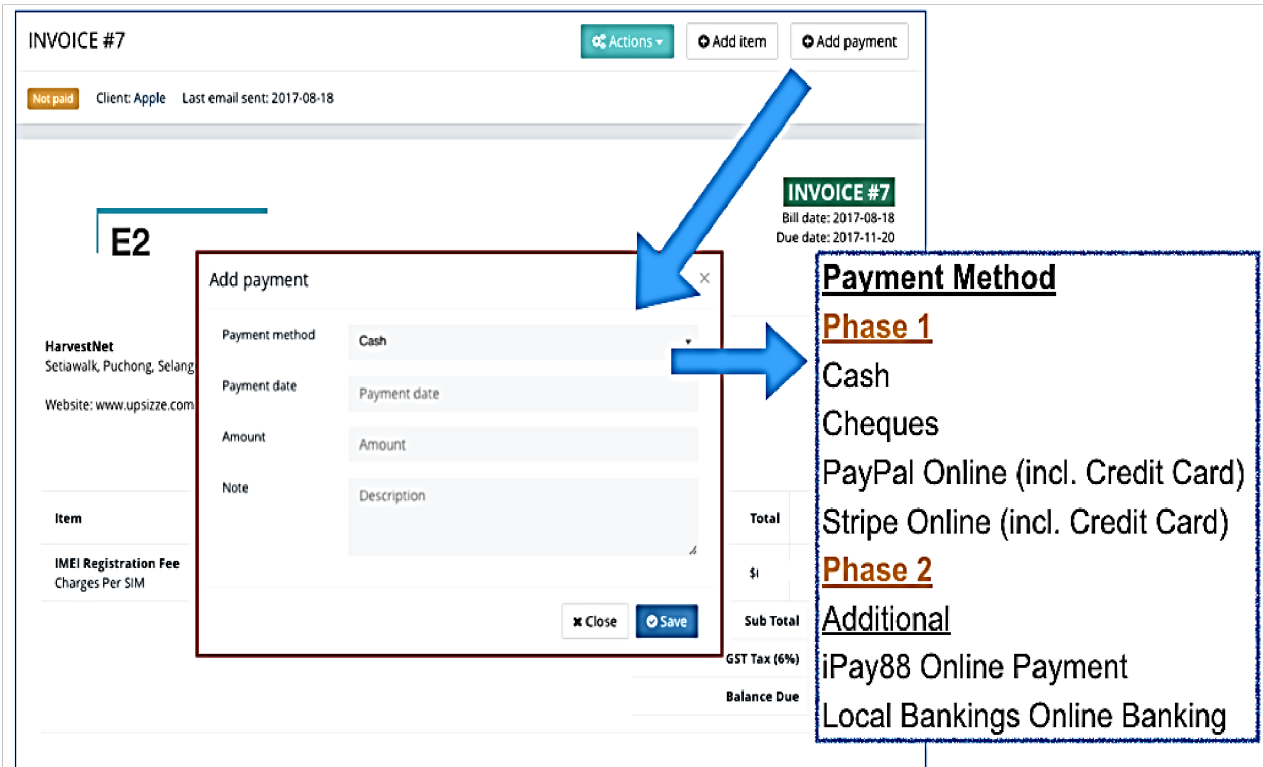 INVOICE #7
Actions
Add item
Add payment
Not paid Client: Apple Last email sent: 2017-08-18
INVOICE #7
Bill date: 2017-08-18
Due date: 2017-11-20
E2
HarvestNet
Setiawalk, Puchong, Selang
Website: www.upsizze.com
Add payment
×
Payment method Cash
Payment date Payment date
Amount Amount
Note Description
Close Save
Item Total
IMEI Registration Fee
Charges Per SIM
Sub Total
GST Tax (6%)
Balance Due
Payment Method
Phase 1
Cash
Cheques
PayPal Online (incl. Credit Card)
Stripe Online (incl. Credit Card)
Phase 2
Additional
iPay88 Online Payment
Local Bankings Online Banking